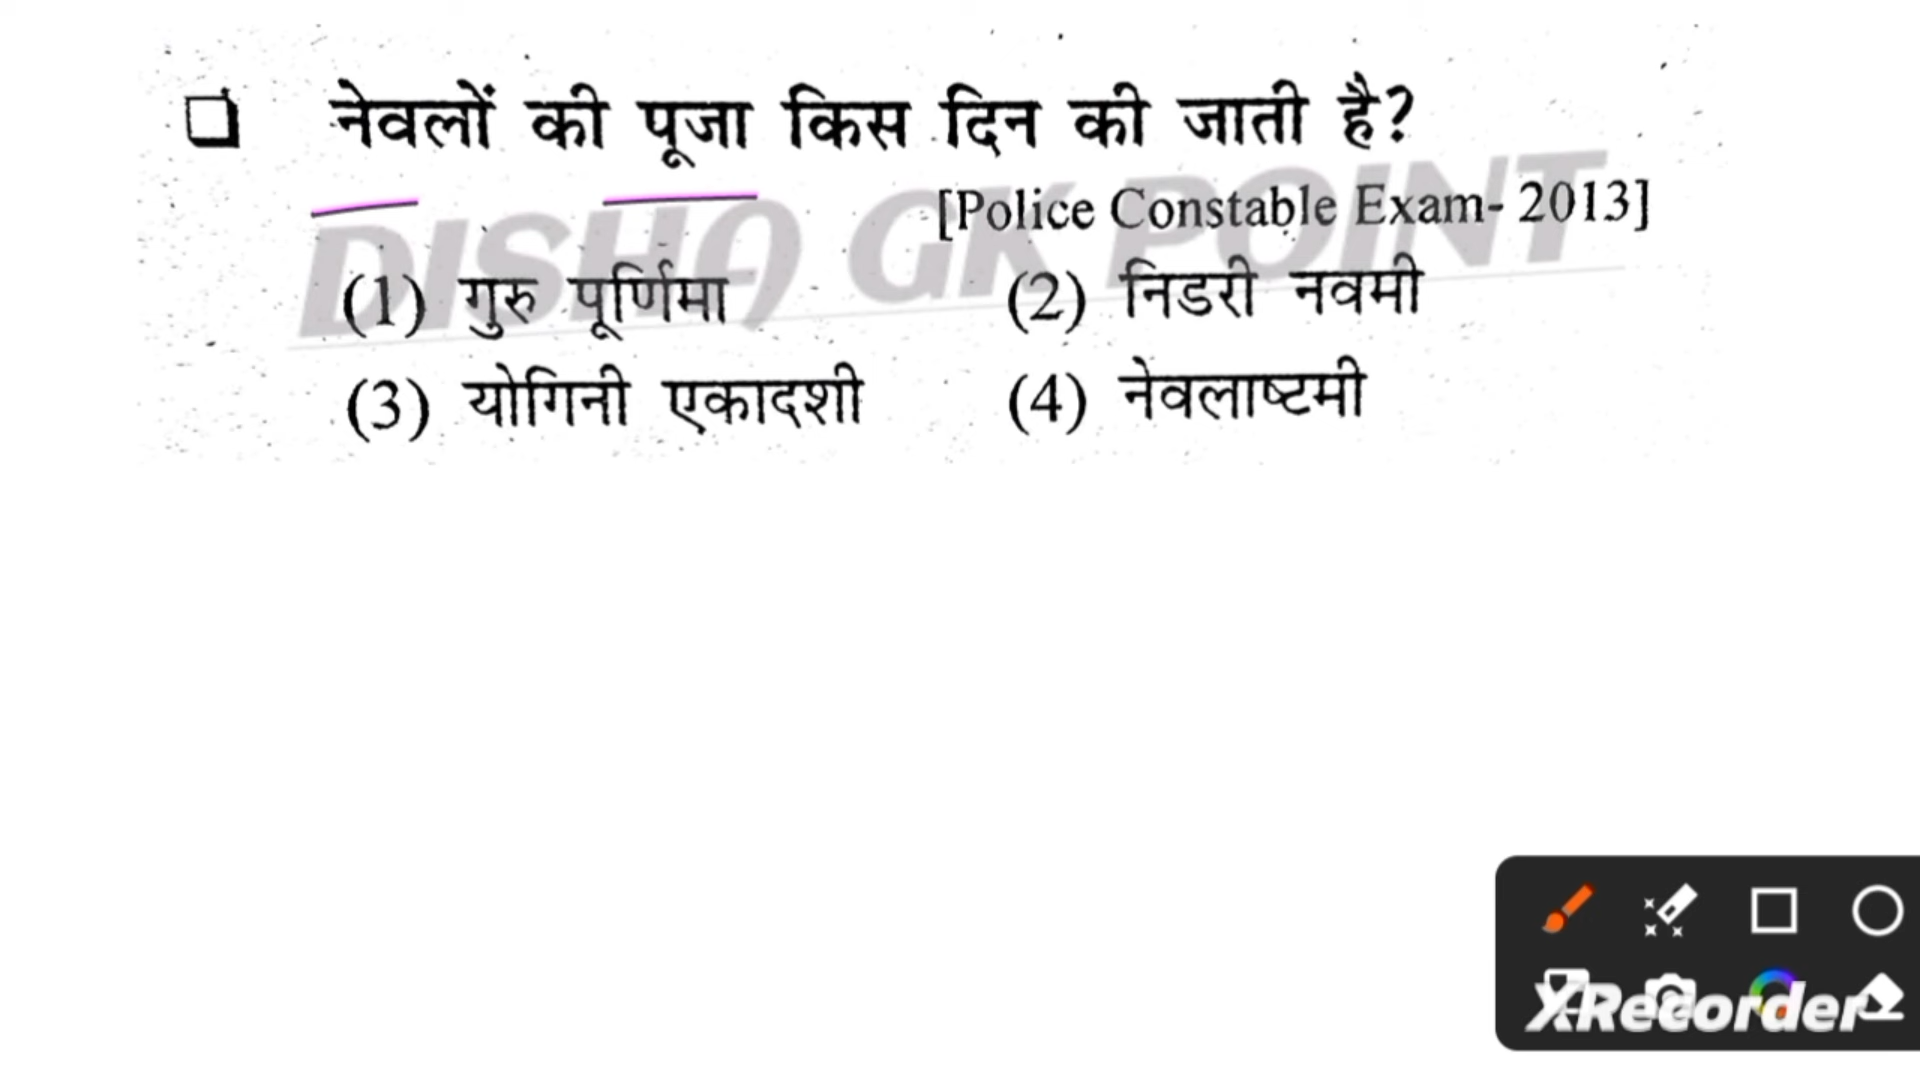 ❑ नेवलों की पूजा किस दिन की जाती है?
[Police Constable Exam- 2013]
DISHA GK POINT
(1) गुरु पूर्णिमा (2) निडरी नवमी
(3) योगिनी एकादशी (4) नेवलाष्टमी
XRecorder